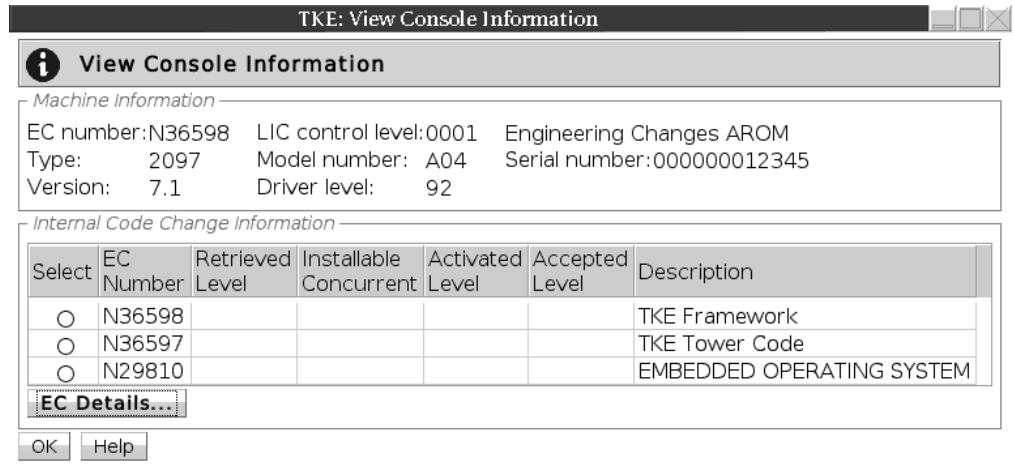 TKE: View Console Information
View Console Information
Machine Information
EC number:N36598 LIC control level:0001 Engineering Changes AROM
Type: 2097 Model number: A04 Serial number:000000012345
Version: 7.1 Driver level: 92
Internal Code Change Information
Select EC Number Retrieved Level Installable Concurrent Activated Level Accepted Level Description
N36598 TKE Framework
N36597 TKE Tower Code
N29810 EMBEDDED OPERATING SYSTEM
EC Details...
OK Help